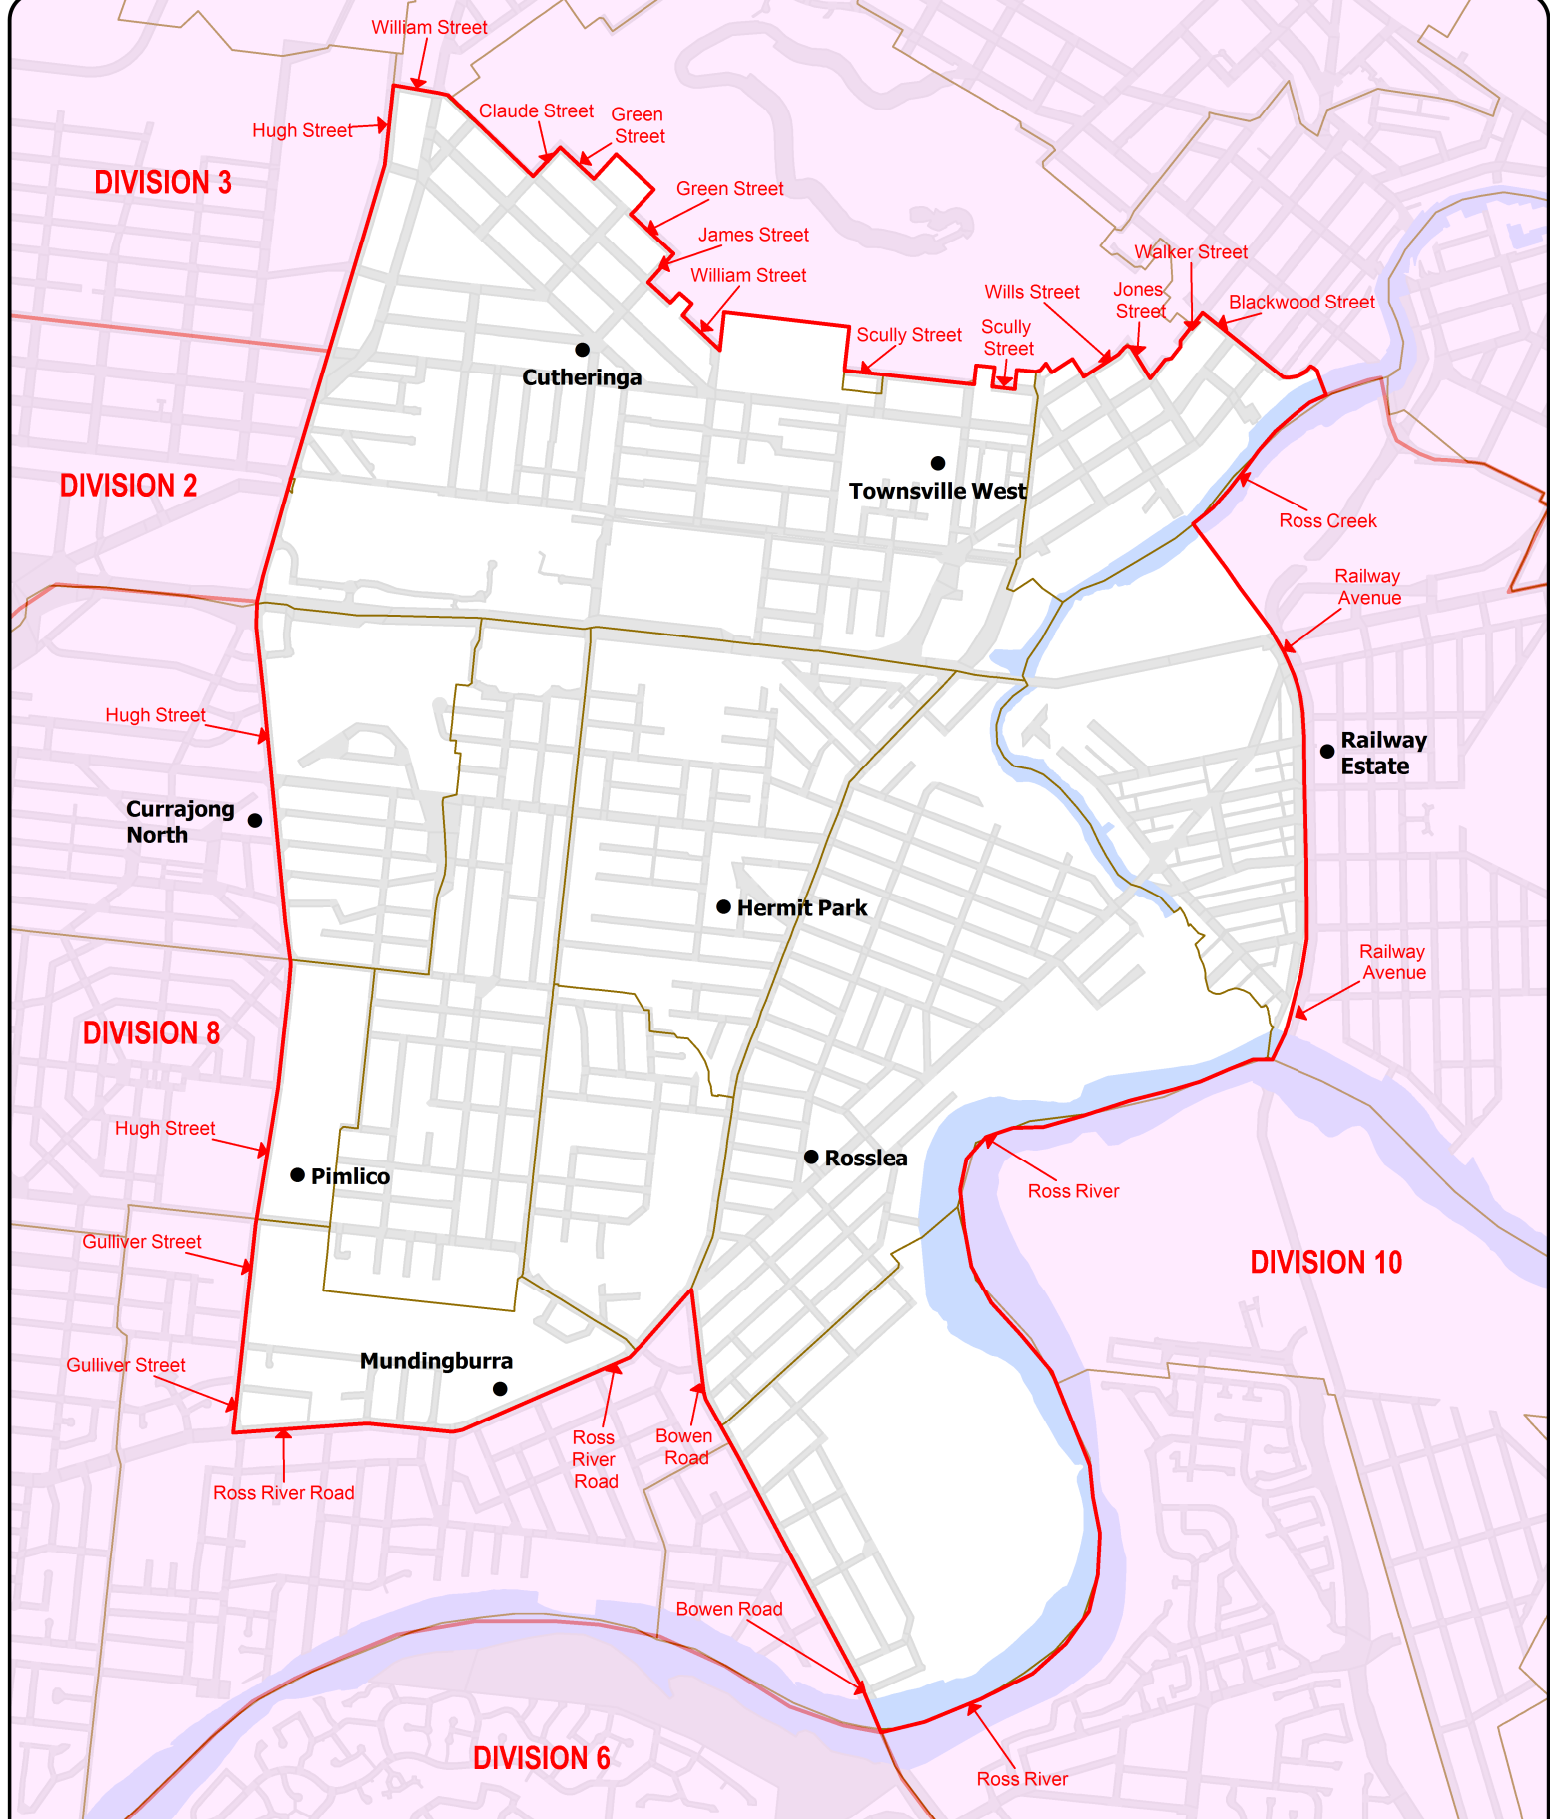 William Street
Claude Street
Green
Street
Hugh Street
DIVISION 3
Green Street
James Street
Walker Street
William Street
Wills Street
Jones
Street
Blackwood Street
Scully Street
Scully
Street
Cutheringa
DIVISION 2
Townsville West
Ross Creek
Railway
Avenue
Hugh Street
Railway
Estate
Currajong
North
Hermit Park
Railway
Avenue
DIVISION 8
Hugh Street
Rosslea
Pimlico
Ross River
Gulliver Street
DIVISION 10
Mundingburra
Gulliver Street
Ross
River
Road
Bowen
Road
Ross River Road
Bowen Road
DIVISION 6
Ross River